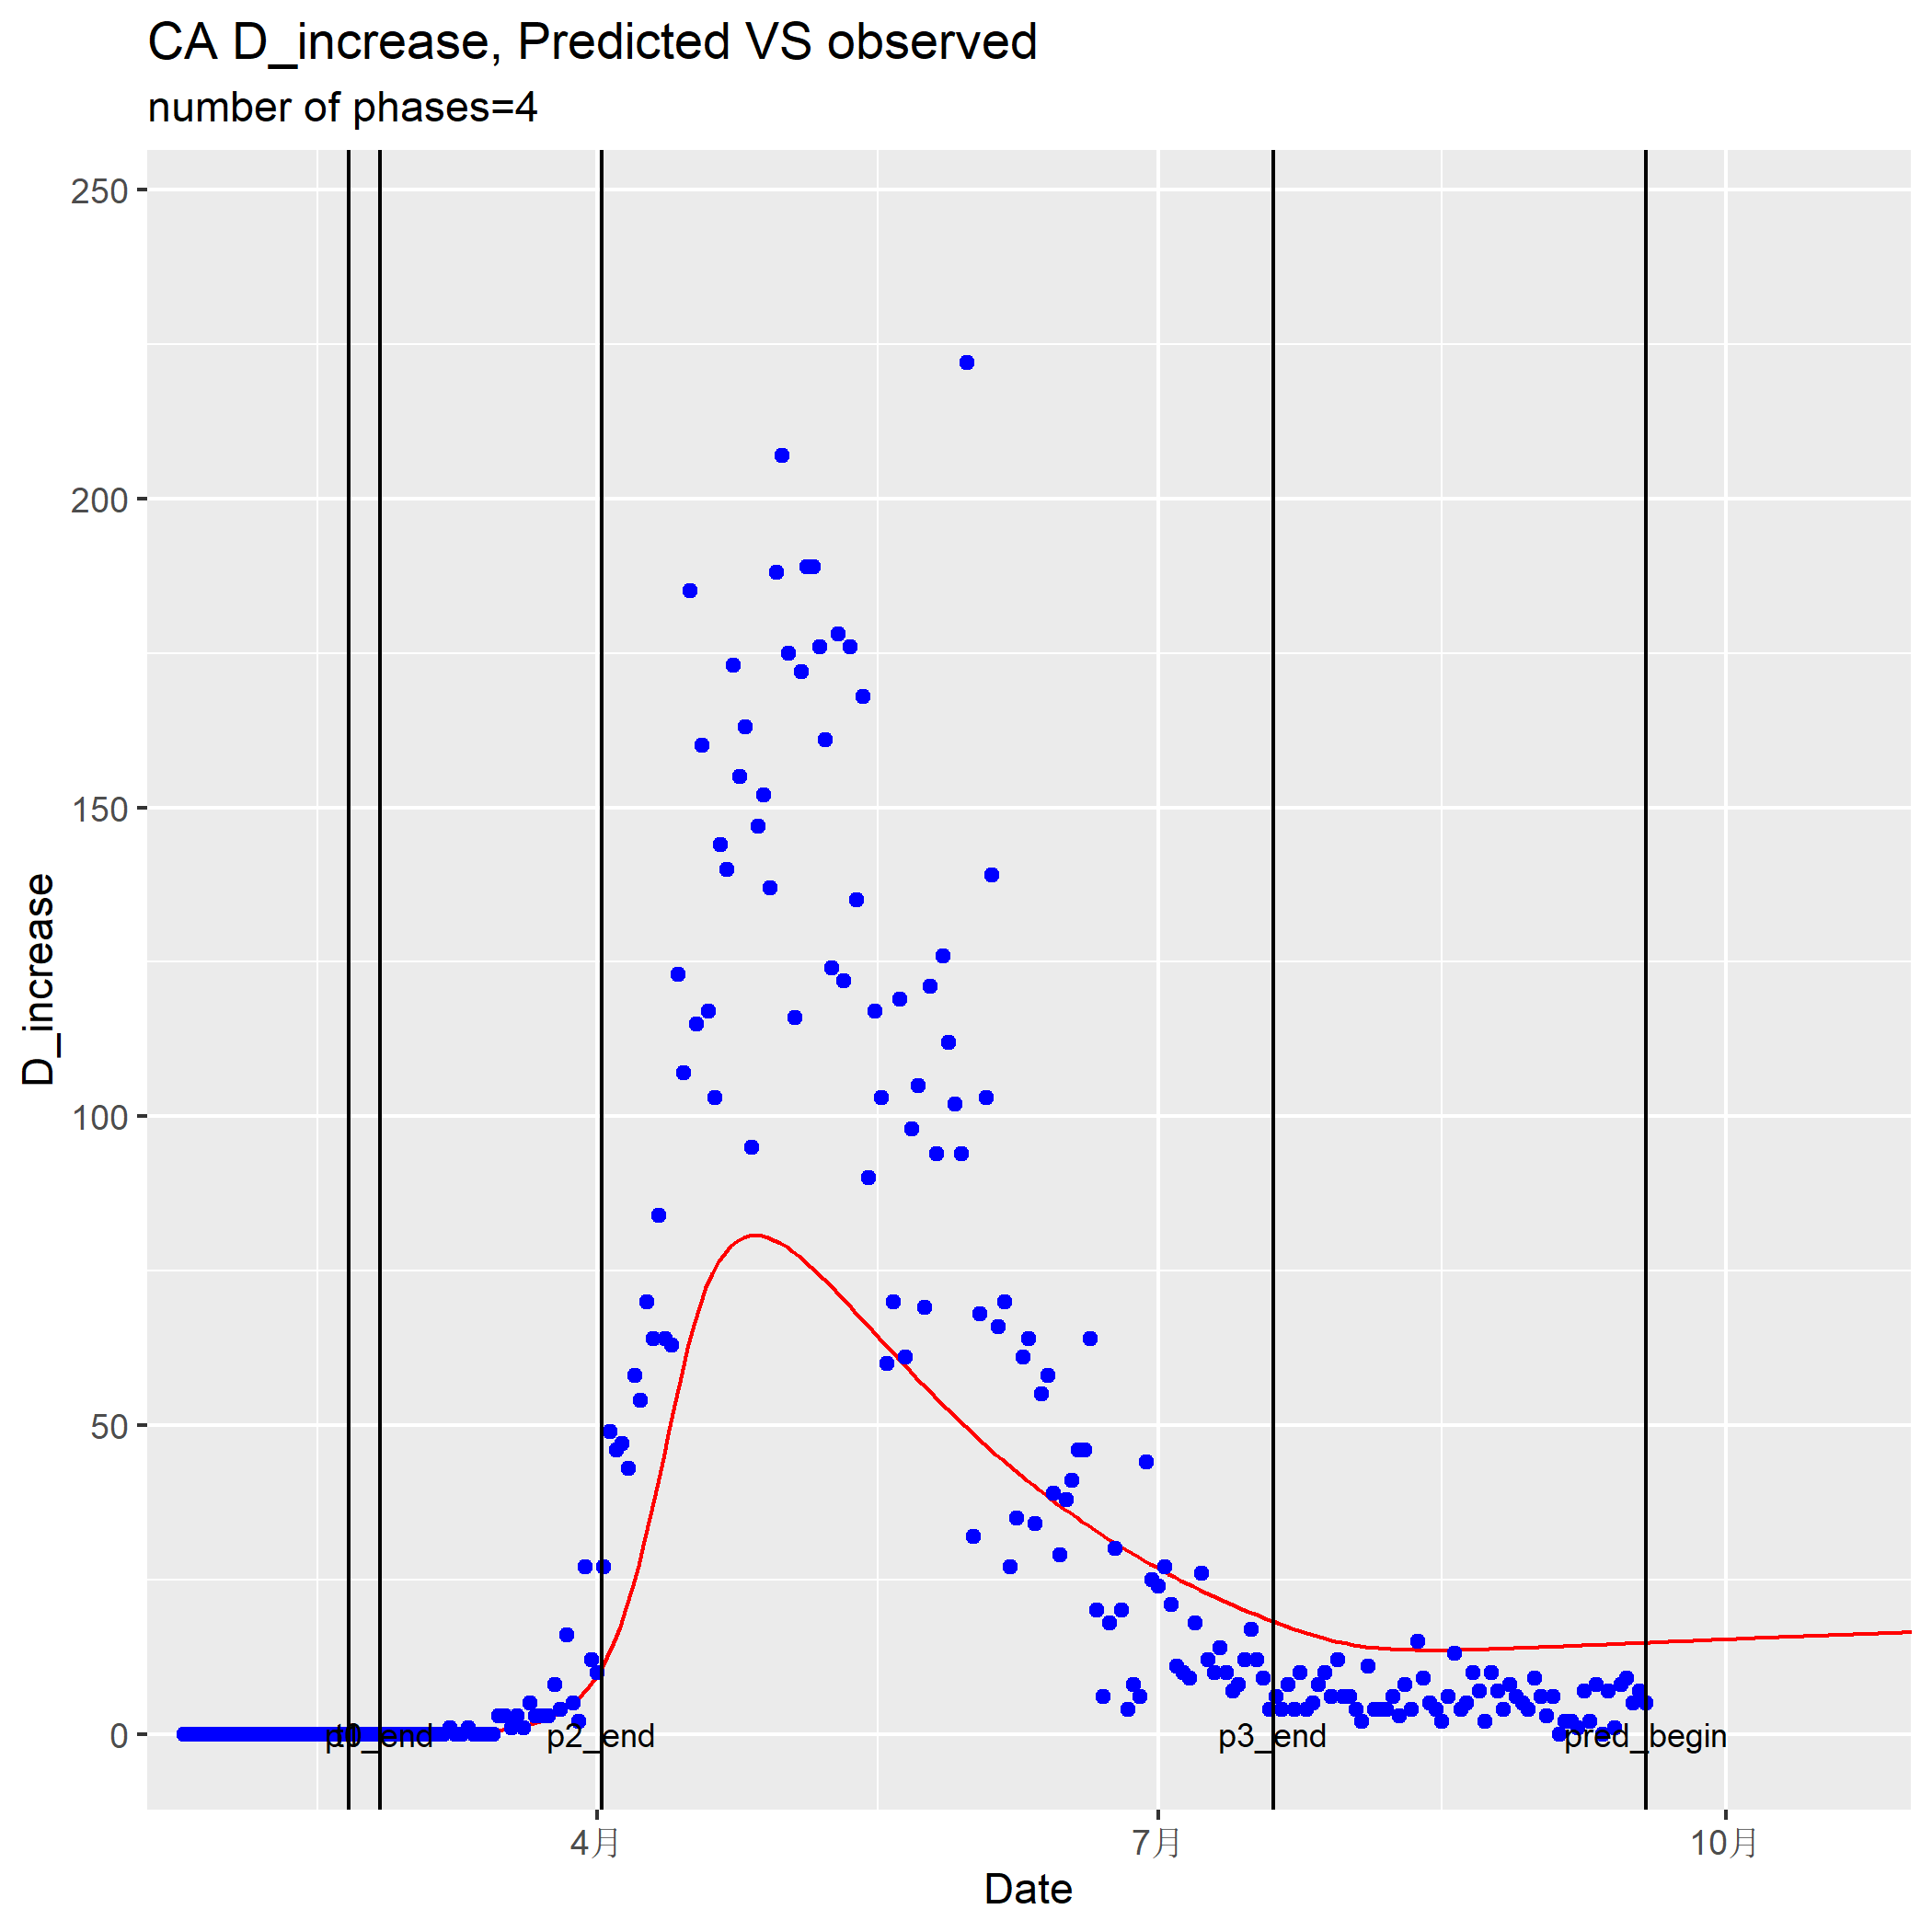 CA D_increase, Predicted VS observed
number of phases=4
250
200
150
100
50
0
D_increase
p2_end
p3_end
pred_begin
4月
7月
10月
Date